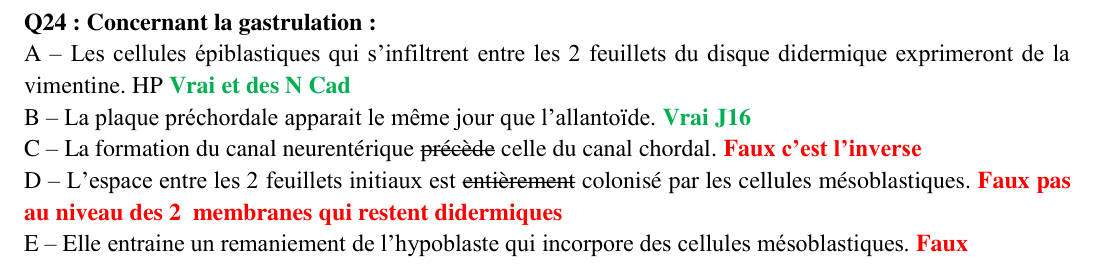 Q24 : Concernant la gastrulation :
A – Les cellules épiblastiques qui s’infiltrent entre les 2 feuillets du disque didermique exprimeront de la
vimentine. HP Vrai et des N Cad
B – La plaque préchordale apparait le même jour que l’allantoïde. Vrai J16
C – La formation du canal neurentérique précède celle du canal chordal. Faux c’est l’inverse
D – L’espace entre les 2 feuillets initiaux est entièrement colonisé par les cellules mésoblastiques. Faux pas
au niveau des 2 membranes qui restent didermiques
E – Elle entraine un remaniement de l’hypoblaste qui incorpore des cellules mésoblastiques. Faux